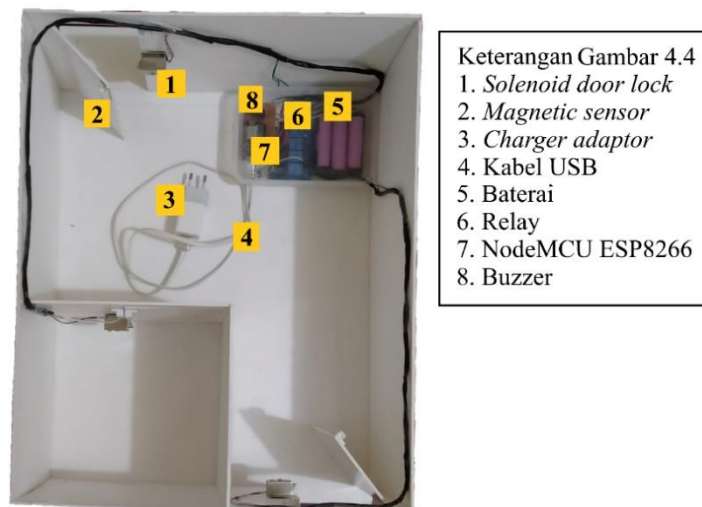 1
2
8
6
5
7
3
4
Keterangan Gambar 4.4
1. Solenoid door lock
2. Magnetic sensor
3. Charger adaptor
4. Kabel USB
5. Baterai
6. Relay
7. NodeMCU ESP8266
8. Buzzer